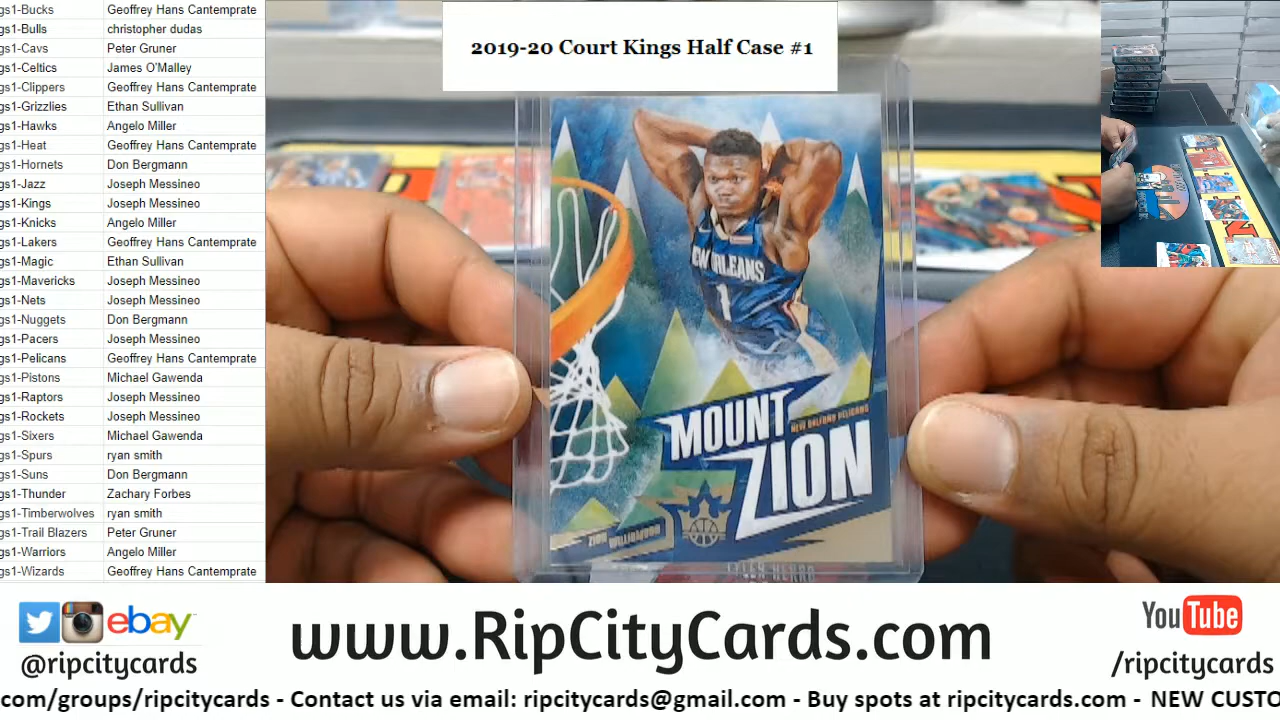 gs1-Bucks Geoffrey Hans Cantemprate
gs1-Bulls christopher dudas
gs1-Cavs Peter Gruner
gs1-Celtics James O'Malley
gs1-Clippers Geoffrey Hans Cantemprate
gs1-Grizzlies Ethan Sullivan
gs1-Hawks Angelo Miller
gs1-Heat Geoffrey Hans Cantemprate
gs1-Hornets Don Bergmann
gs1-Jazz Joseph Messineo
gs1-Kings Joseph Messineo
gs1-Knicks Angelo Miller
gs1-Lakers Geoffrey Hans Cantemprate
gs1-Magic Ethan Sullivan
gs1-Mavericks Joseph Messineo
gs1-Nets Joseph Messineo
gs1-Nuggets Don Bergmann
gs1-Pacers Joseph Messineo
gs1-Pelicans Geoffrey Hans Cantemprate
gs1-Pistons Michael Gawenda
gs1-Raptors Joseph Messineo
gs1-Rockets Joseph Messineo
gs1-Sixers Michael Gawenda
gs1-Spurs ryan smith
gs1-Suns Don Bergmann
gs1-Thunder Zachary Forbes
gs1-Timberwolves ryan smith
gs1-Trail Blazers Peter Gruner
gs1-Warriors Angelo Miller
gs1-Wizards Geoffrey Hans Cantemprate
2019-20 Court Kings Half Case #1
NEW ORLEANS
1
MOUNT
NEW ORLEANS PELICANS
ZION
ZION WILLIAMSON
TYLER HERRO
ebay
@ripcitycards
www.RipCityCards.com
YouTube
/ripcitycards
com/groups/ripcitycards - Contact us via email: ripcitycards@gmail.com - Buy spots at ripcitycards.com - NEW CUSTO